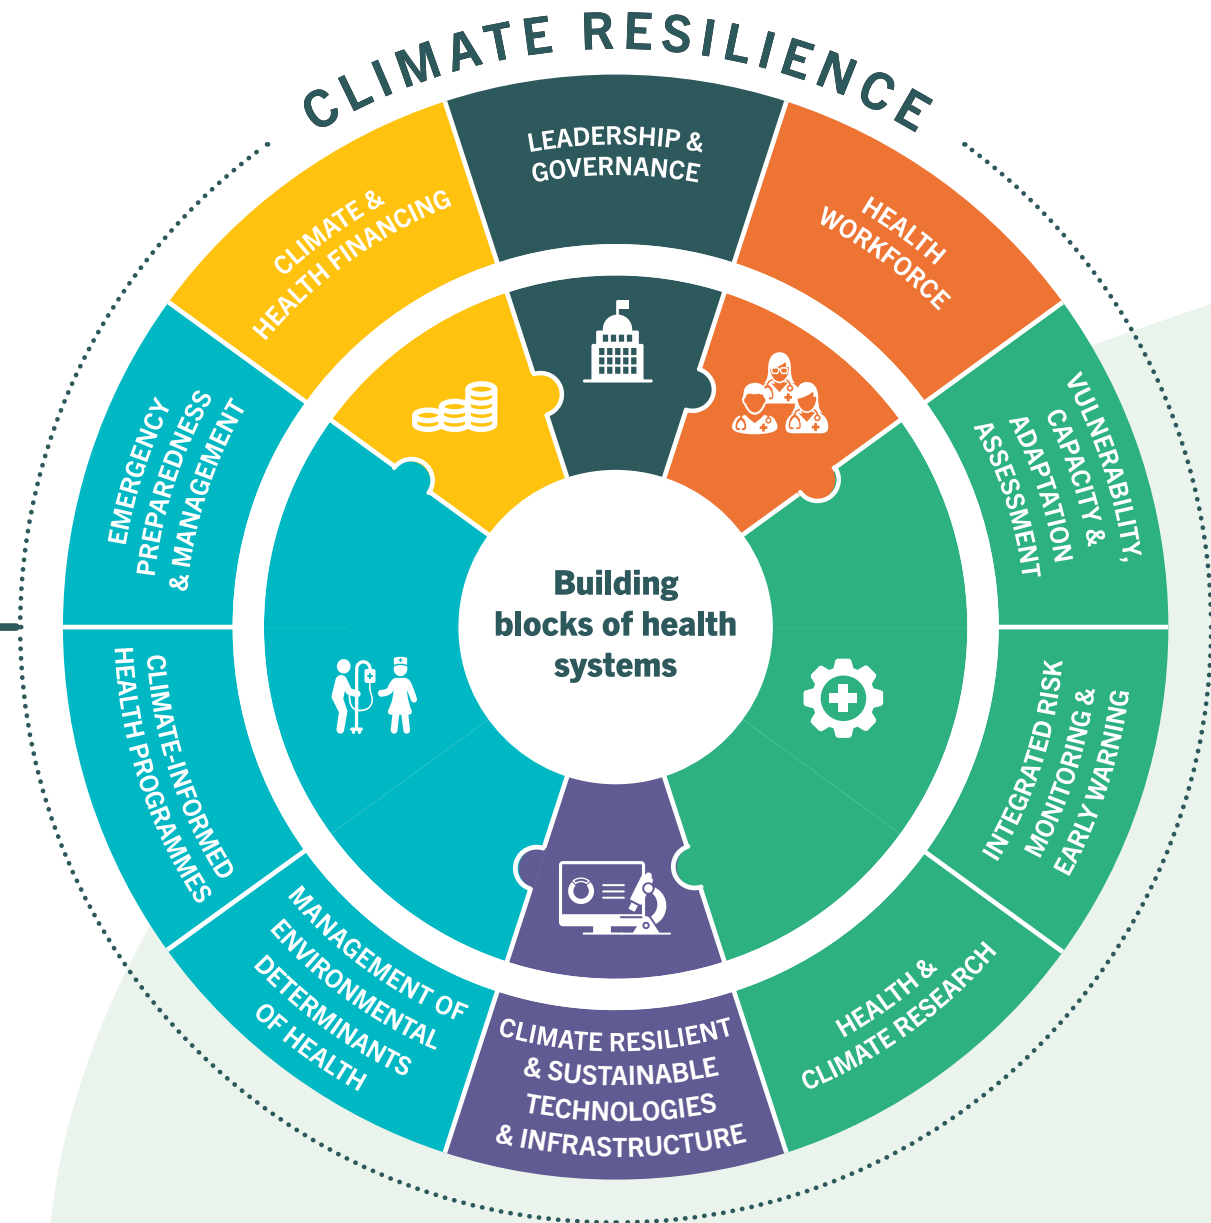 CLIMATE RESILIENCE
LEADERSHIP &
GOVERNANCE
HEALTH
WORKFORCE
VULNERABILITY,
CAPACITY &
ADAPTATION
ASSESSMENT
INTEGRATED RISK
MONITORING &
EARLY WARNING
HEALTH &
CLIMATE RESEARCH
CLIMATE RESILIENT
& SUSTAINABLE
TECHNOLOGIES
& INFRASTRUCTURE
MANAGEMENT OF
ENVIRONMENTAL
DETERMINANTS
OF HEALTH
CLIMATE-INFORMED
HEALTH PROGRAMMES
EMERGENCY
PREPAREDNESS
& MANAGEMENT
CLIMATE &
HEALTH FINANCING
Building
blocks of health
systems